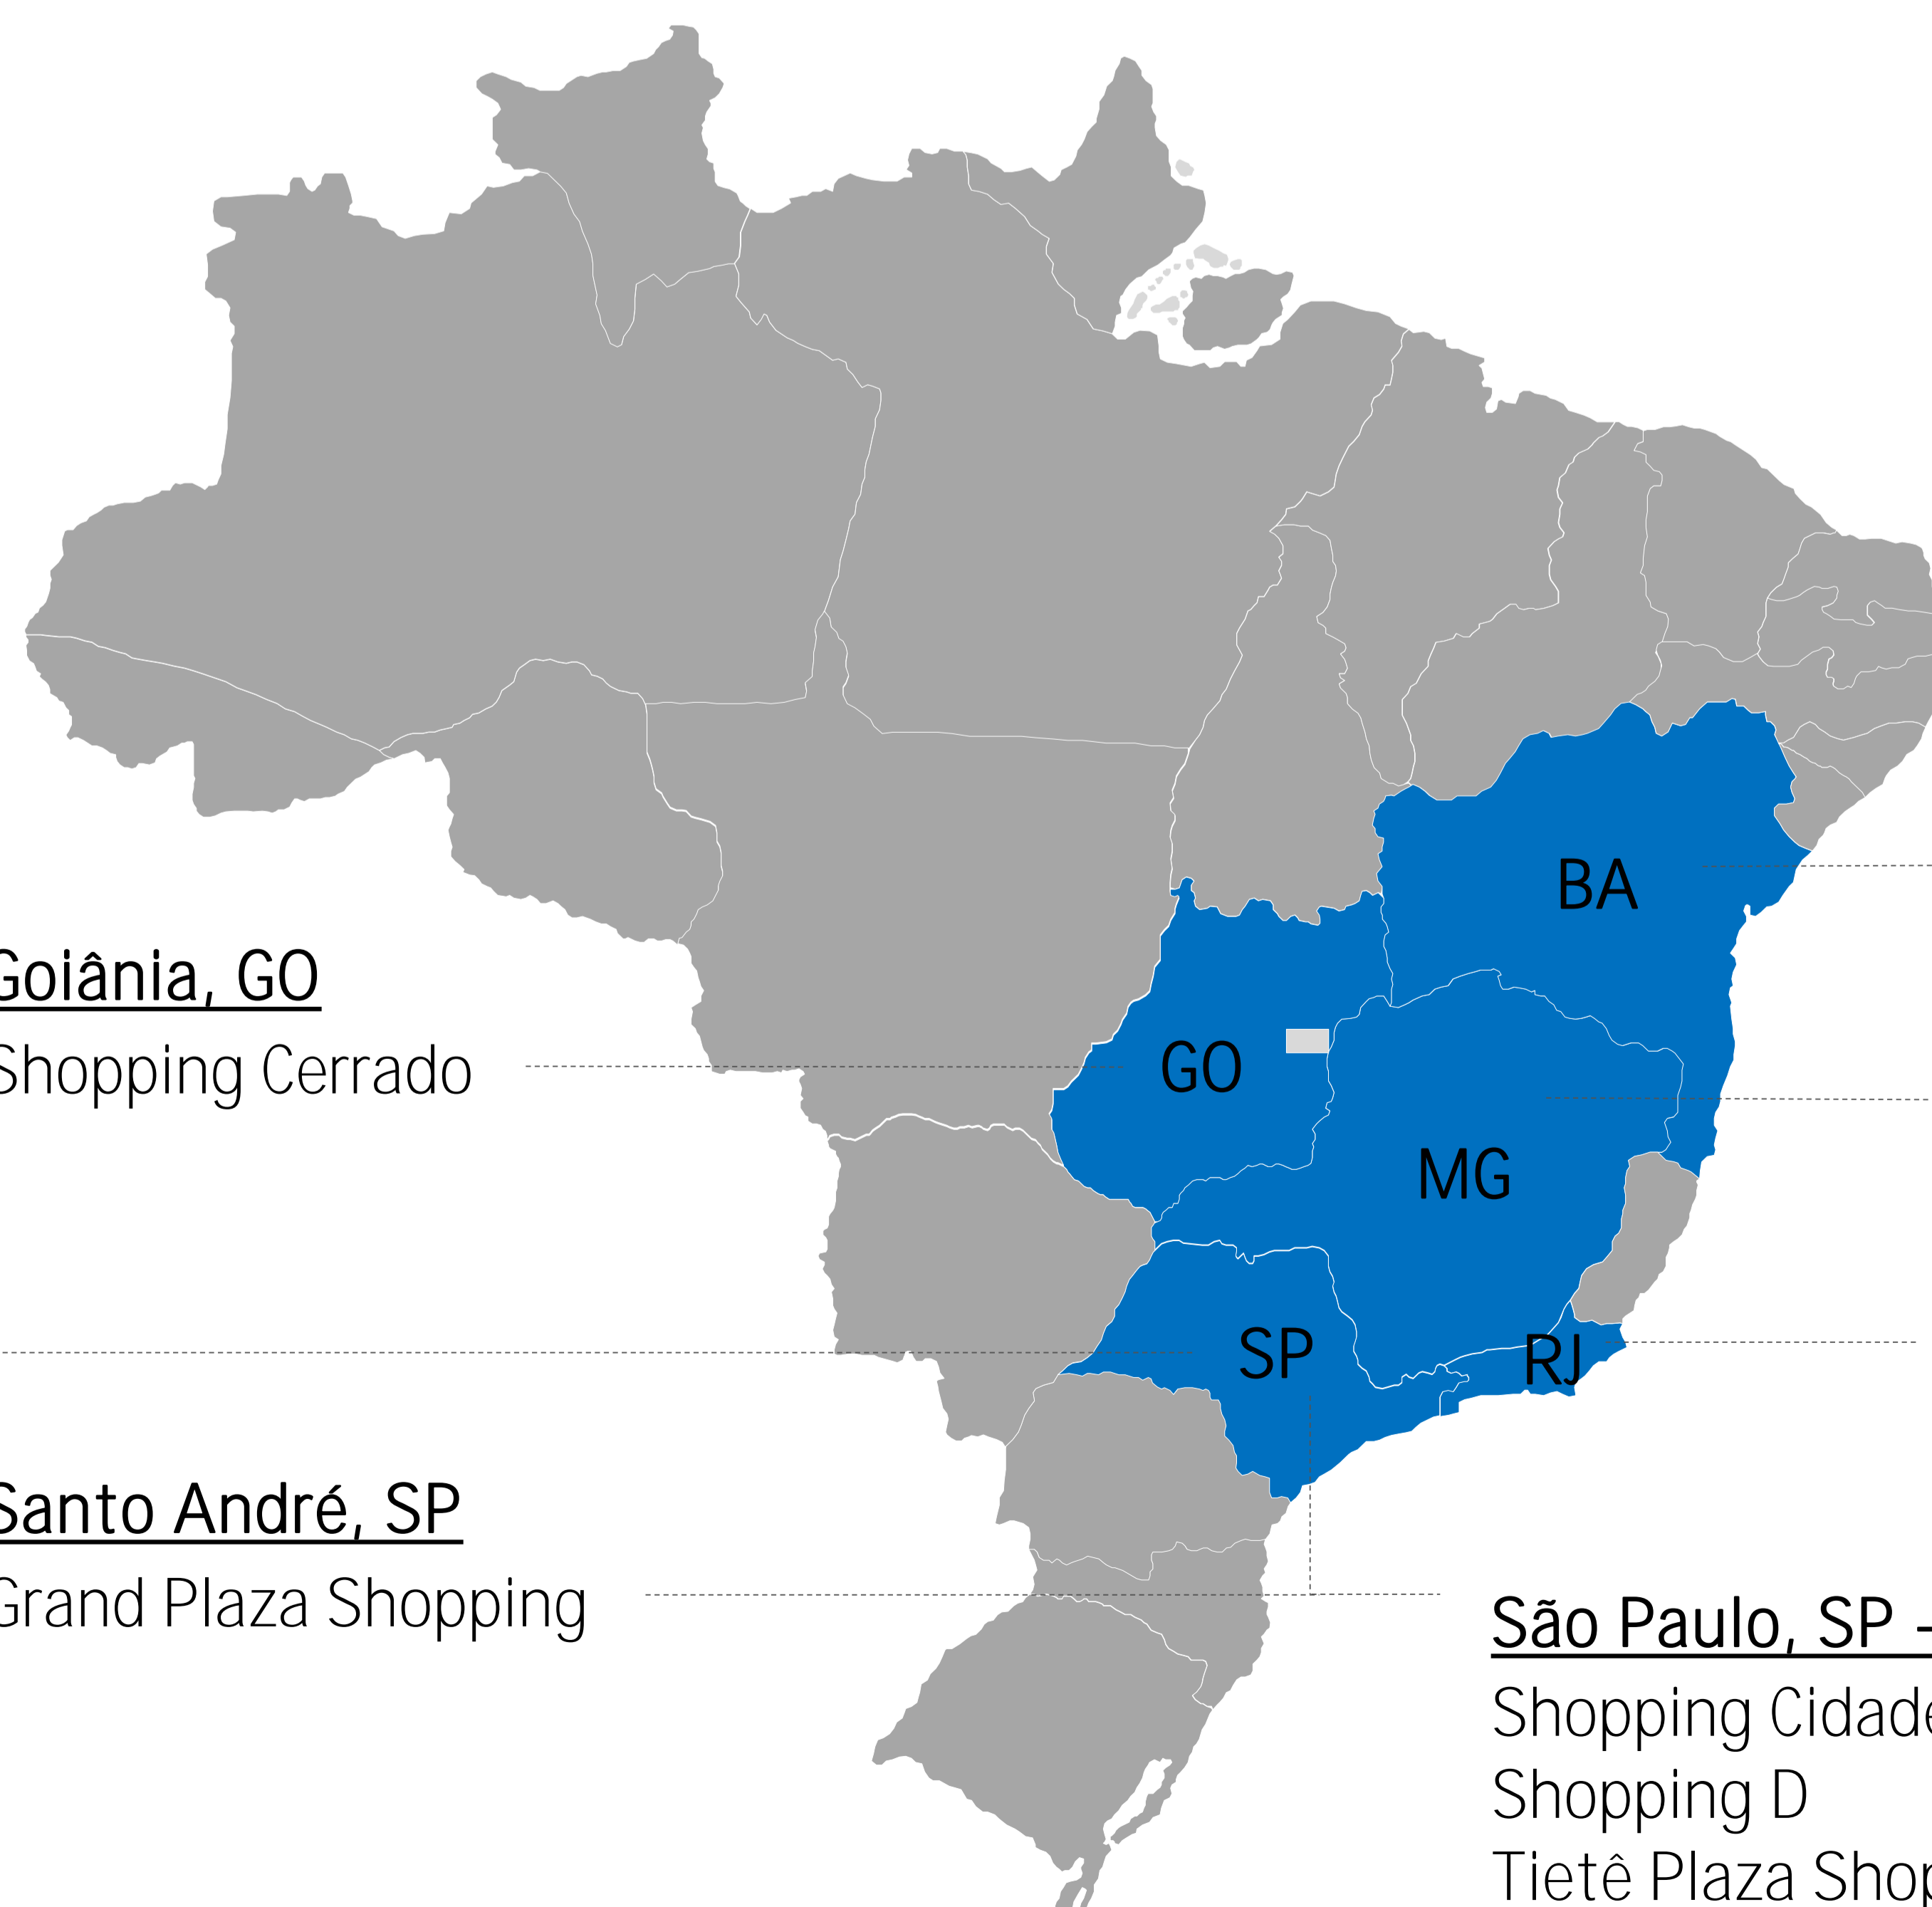 BA
Goiânia, GO
Shopping Cerrado
GO
MG
SP
RJ
Santo André, SP
Grand Plaza Shopping
São Paulo, SP -
Shopping Cidade
Shopping D
Tietê Plaza